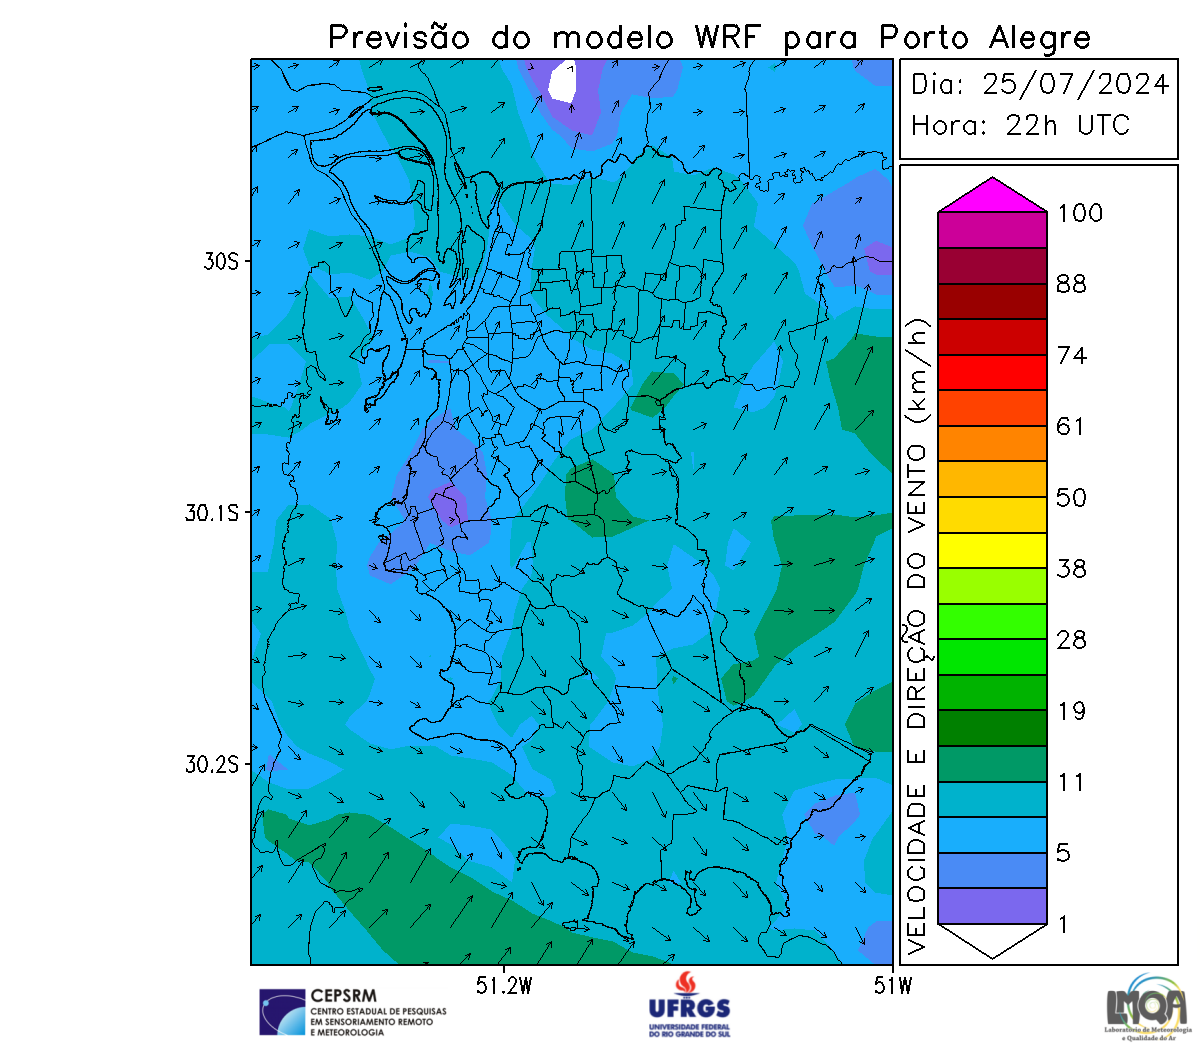 Previsão do modelo WRF para Porto Alegre
Dia: 25/07/2024
Hora: 22h UTC
30S
30.1S
30.2S
51.2W
51W
VELOCIDADE E DIREÇÃO DO VENTO (km/h)
100
88
74
61
50
38
28
19
11
5
1
CEPSRM
CENTRO ESTADUAL DE PESQUISAS
EM SENSORIAMENTO REMOTO
E METEOROLOGIA
UFRGS
UNIVERSIDADE FEDERAL
DO RIO GRANDE DO SUL
LMQA
Laboratório de Meteorologia
e Qualidade do Ar